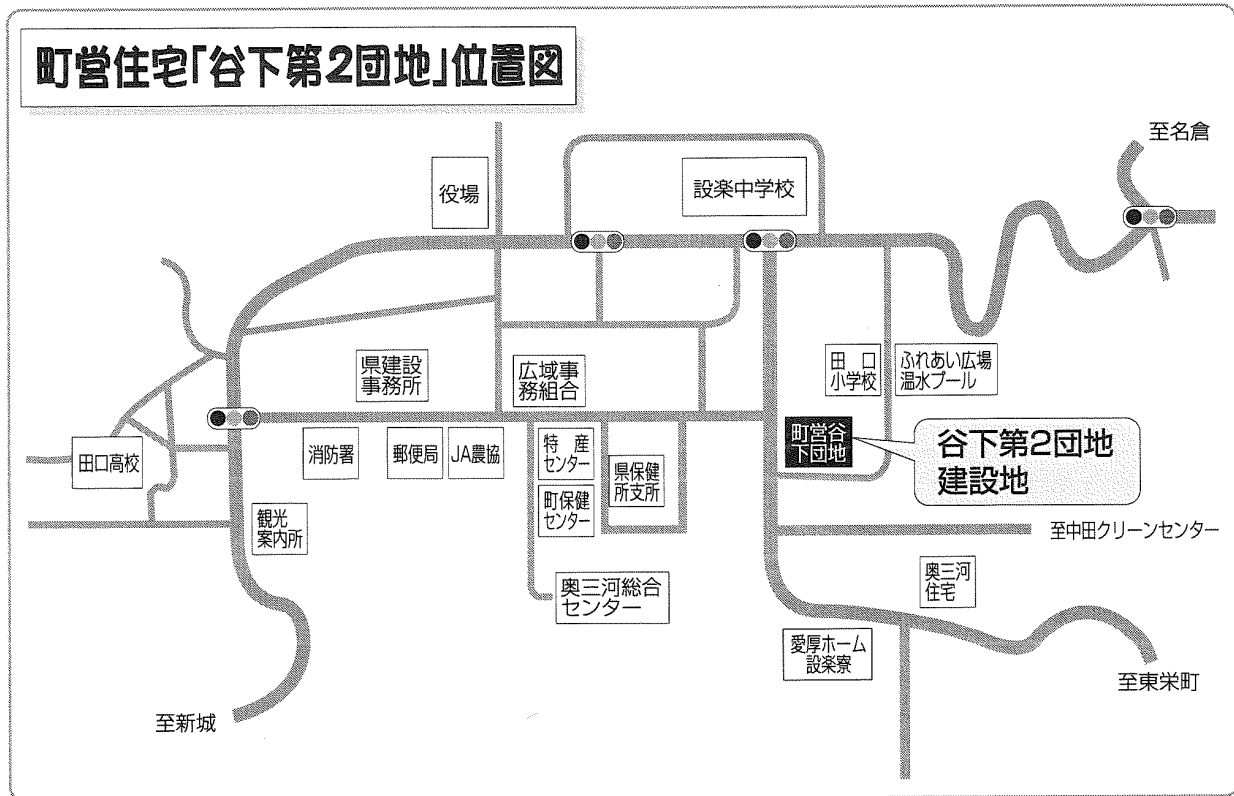 町営住宅「谷下第2団地」位置図
至名倉
役場
設楽中学校
県建設
事務所
広域事
務組合
田口
小学校
ふれあい広場
温水プール
田口高校
消防署
郵便局
JA農協
特産
センター
町保健
センター
県保健
所支所
町営谷
下団地
谷下第2団地
建設地
観光
案内所
至中田クリーンセンター
奥三河総合
センター
奥三河
住宅
愛厚ホーム
設楽寮
至東栄町
至新城